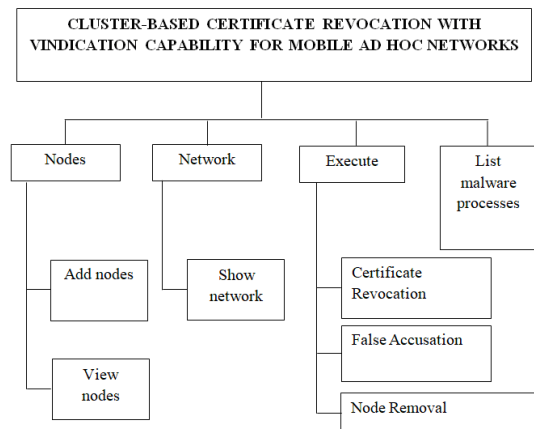 CLUSTER-BASED CERTIFICATE REVOCATION WITH
VINDICATION CAPABILITY FOR MOBILE AD HOC NETWORKS
Nodes
Network
Execute
List
malware
processes
Add nodes
Show
network
Certificate
Revocation
False Accusation
View
nodes
Node Removal